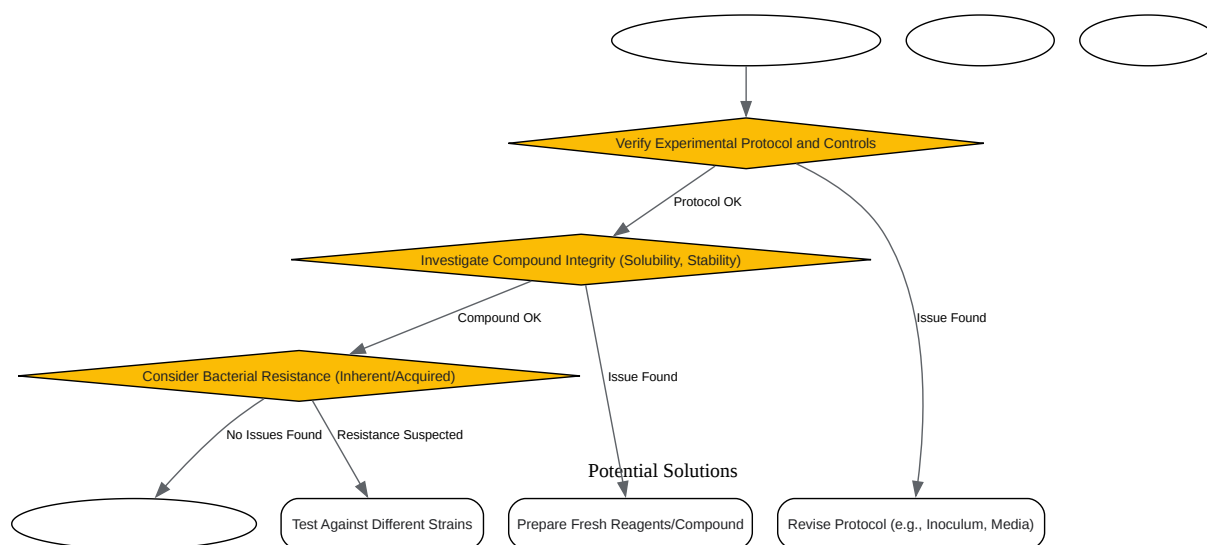 Verify Experimental Protocol and Controls
Protocol OK
Investigate Compound Integrity (Solubility, Stability)
Compound OK
Issue Found
Issue Found
Consider Bacterial Resistance (Inherent/Acquired)
No Issues Found
Resistance Suspected
Potential Solutions
Test Against Different Strains
Prepare Fresh Reagents/Compound
Revise Protocol (e.g., Inoculum, Media)